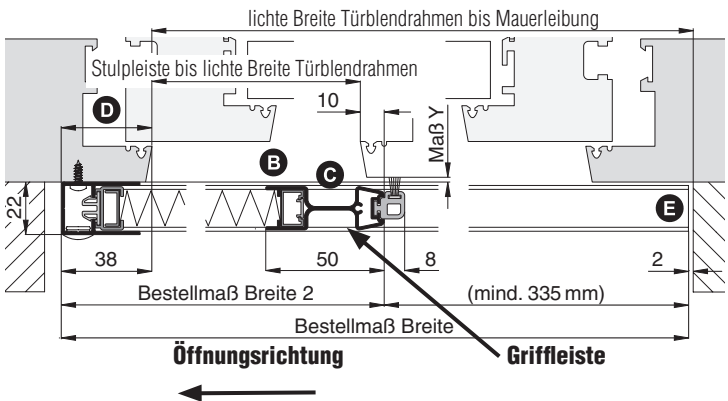 lichte Breite Türblendrahmen bis Mauerleibung
Stulpleiste bis lichte Breite Türblendrahmen
D
10
Maß Y
B
C
E
22
38
50
8
2
Bestellmaß Breite 2
(mind. 335 mm)
Bestellmaß Breite
Öffnungsrichtung
Griffleiste